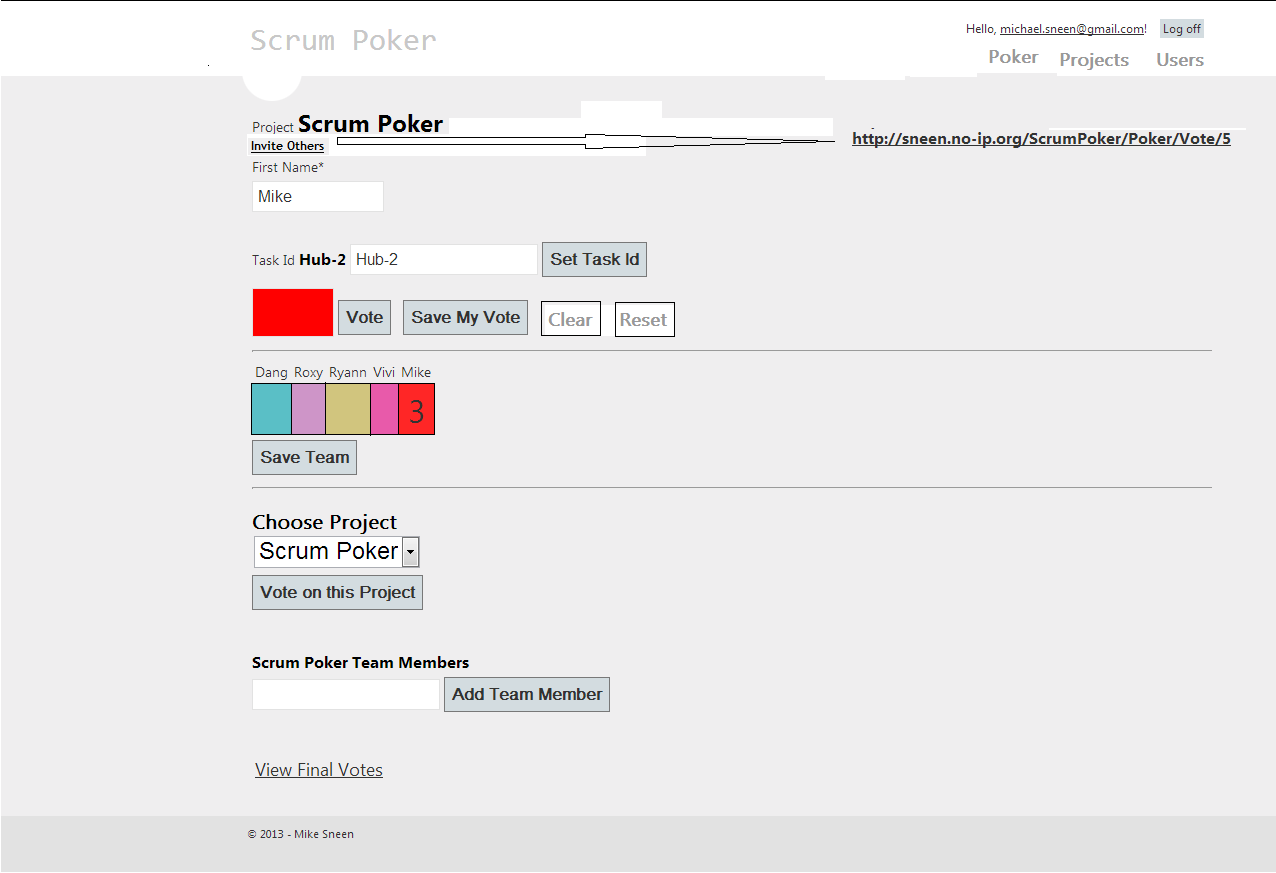 Hello, michael.sneen@gmail.com! Log off
Scrum Poker
Poker Projects Users
Project Scrum Poker
Invite Others
http://sneen.no-ip.org/ScrumPoker/Poker/Vote/5
First Name*
Mike
Task Id Hub-2 Hub-2 Set Task Id
Vote Save My Vote Clear Reset
Dang Roxy Ryann Vivi Mike
3
Save Team
Choose Project
Scrum Poker
Vote on this Project
Scrum Poker Team Members
Add Team Member
View Final Votes
© 2013 - Mike Sneen